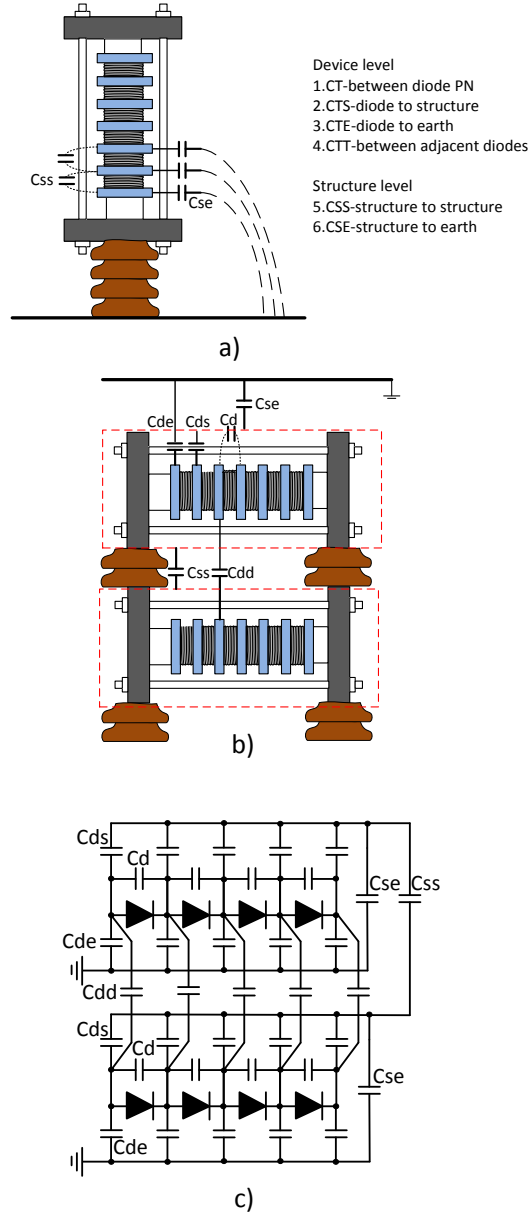 Device level
1.CT-between diode PN
2.CTS-diode to structure
3.CTE-diode to earth
4.CTT-between adjacent diodes
Structure level
5.CSS-structure to structure
6.CSE-structure to earth
Css
Cse
a)
Cse
Cde Cds Cd
Css Cdd
b)
Cds
Cd
Cse Css
Cde
Cdd
Cds
Cd
Cse
Cde
c)